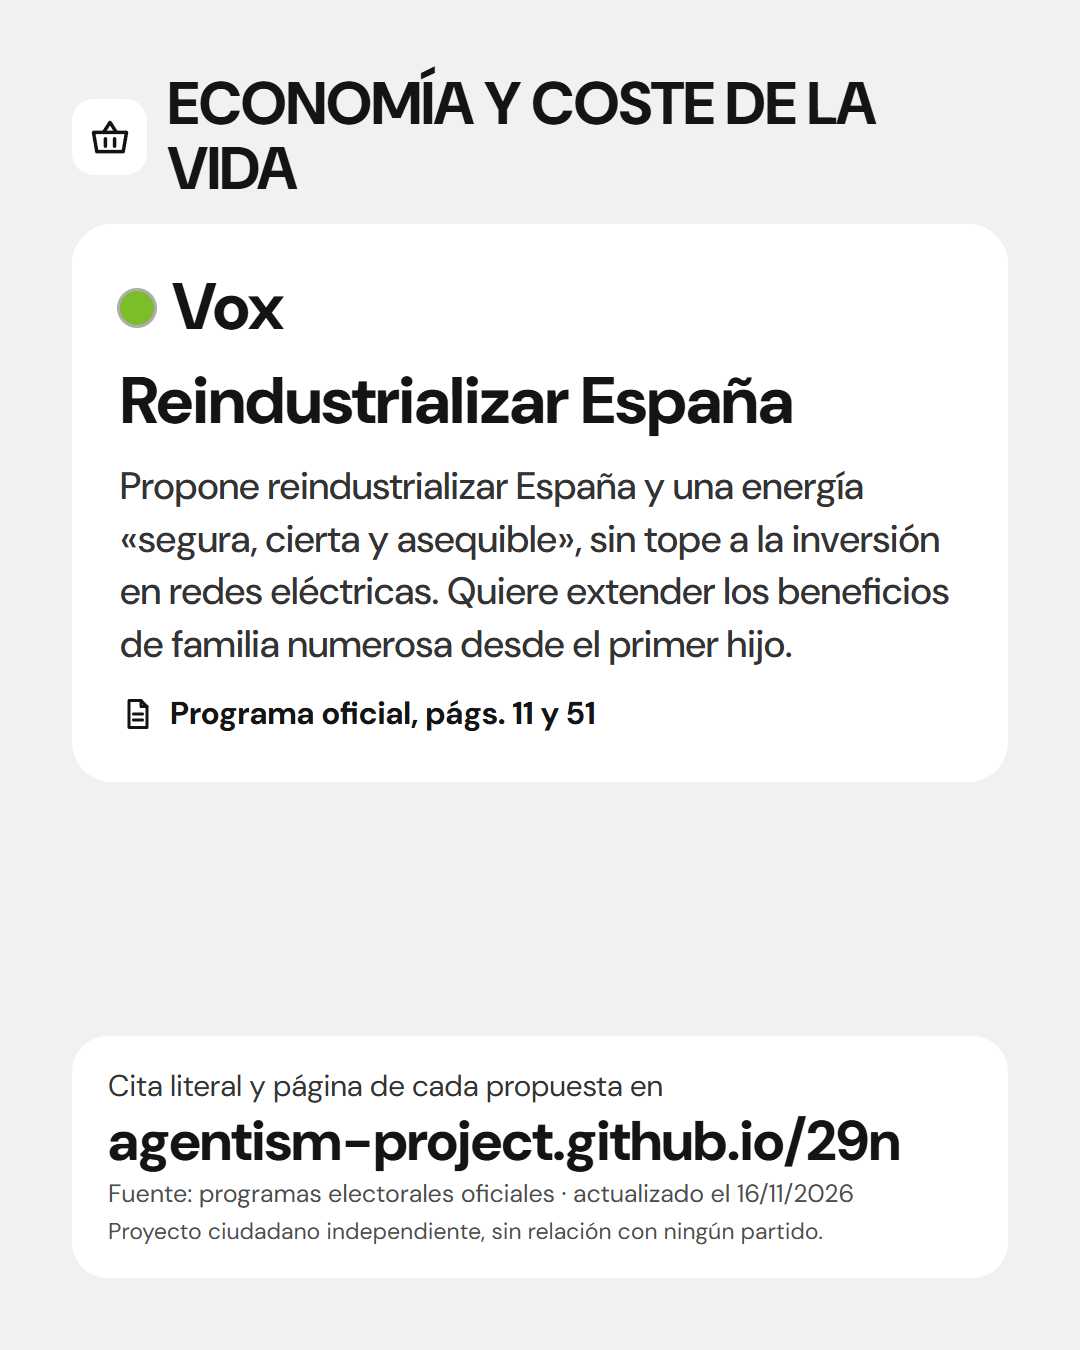 ECONOMÍA Y COSTE DE LA
VIDA
Vox
Reindustrializar España
Propone reindustrializar España y una energía
«segura, cierta y asequible», sin tope a la inversión
en redes eléctricas. Quiere extender los beneficios
de familia numerosa desde el primer hijo.
Programa oficial, págs. 11 y 51
Cita literal y página de cada propuesta en
agentism-project.github.io/29n
Fuente: programas electorales oficiales · actualizado el 16/11/2026
Proyecto ciudadano independiente, sin relación con ningún partido.